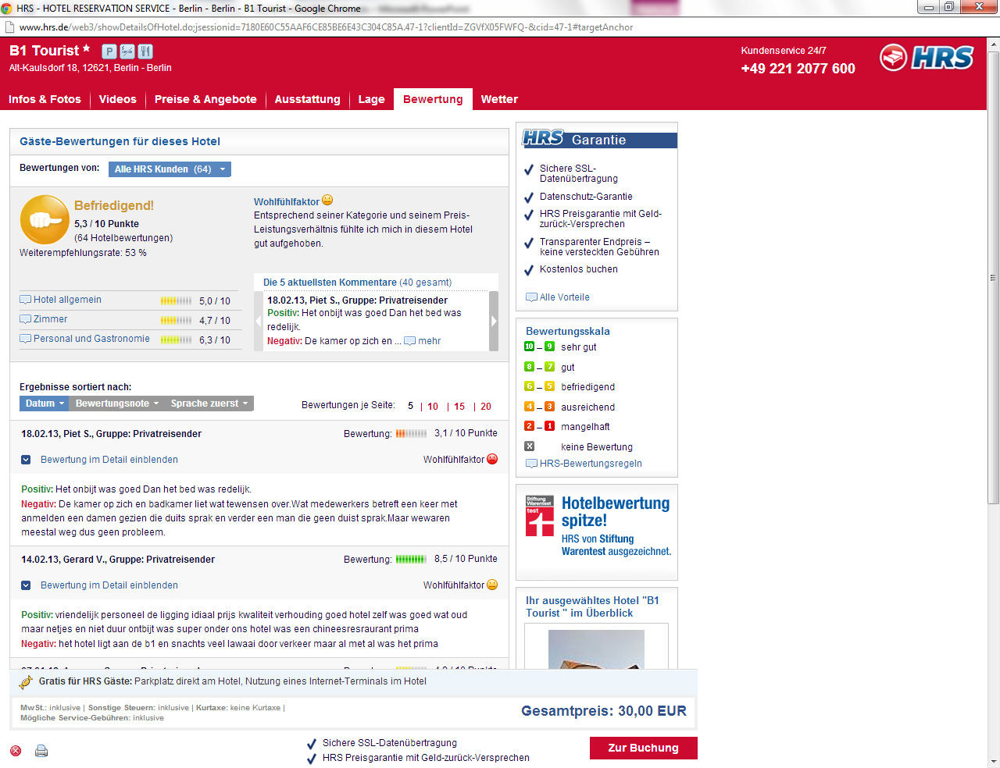 HRS - HOTEL RESERVATION SERVICE - Berlin - Berlin - B1 Tourist - Google Chrome
www.hrs.de/web3/showDetailsOfHotel.do;jsessionid=7180E60C55AAF6CE85BE6E43C304C85A.47-1?clientId=ZGVfX05FWFQ-&cid=47-1#targetAnchor
B1 Tourist
P
Alt-Kaulsdorf 18, 12621, Berlin - Berlin
Kundenservice 24/7
+49 221 2077 600
HRS
Infos & Fotos Videos Preise & Angebote Ausstattung Lage Bewertung Wetter
Gäste-Bewertungen für dieses Hotel
Bewertungen von: Alle HRS Kunden (64)
Befriedigend!
5,3 / 10 Punkte
(64 Hotelbewertungen)
Weiterempfehlungsrate: 53 %
Wohlfühlfaktor
Entsprechend seiner Kategorie und seinem Preis-
Leistungsverhältnis fühlte ich mich in diesem Hotel
gut aufgehoben.
Hotel allgemein 5,0 / 10
Zimmer 4,7 / 10
Personal und Gastronomie 6,3 / 10
Die 5 aktuellsten Kommentare (40 gesamt)
18.02.13, Piet S., Gruppe: Privatreisender
Positiv: Het onbijt was goed Dan het bed was
redelijk.
Negativ: De kamer op zich en ... mehr
Ergebnisse sortiert nach:
Datum Bewertungsnote Sprache zuerst
Bewertungen je Seite: 5 | 10 | 15 | 20
18.02.13, Piet S., Gruppe: Privatreisender Bewertung: 3,1 / 10 Punkte
Bewertung im Detail einblenden Wohlfühlfaktor
Positiv: Het onbijt was goed Dan het bed was redelijk.
Negativ: De kamer op zich en badkamer liet wat tewensen over.Wat medewerkers betreft een keer met
anmelden een damen gezien die duits sprak en verder een man die geen duist sprak.Maar wewaren
meestal weg dus geen probleem.
14.02.13, Gerard V., Gruppe: Privatreisender Bewertung: 8,5 / 10 Punkte
Bewertung im Detail einblenden Wohlfühlfaktor
Positiv: vriendelijk personeel de ligging idiaal prijs kwaliteit verhouding goed hotel zelf was goed wat oud
maar netjes en niet duur ontbijt was super onder ons hotel was een chineesresraurant prima
Negativ: het hotel ligt aan de b1 en snachts veel lawaai door verkeer maar al met al was het prima
HRS Garantie
Sichere SSL-
Datenübertragung
Datenschutz-Garantie
HRS Preisgarantie mit Geld-
zurück-Versprechen
Transparenter Endpreis –
keine versteckten Gebühren
Kostenlos buchen
Alle Vorteile
Bewertungsskala
10 – 9 sehr gut
8 – 7 gut
6 – 5 befriedigend
4 – 3 ausreichend
2 – 1 mangelhaft
X keine Bewertung
HRS-Bewertungsregeln
Stiftung
Warentest
test
1
Hotelbewertung
spitze!
HRS von Stiftung
Warentest ausgezeichnet.
Ihr ausgewähltes Hotel "B1
Tourist " im Überblick
Gratis für HRS Gäste: Parkplatz direkt am Hotel, Nutzung eines Internet-Terminals im Hotel
MwSt.: inklusive | Sonstige Steuern: inklusive | Kurtaxe: keine Kurtaxe |
Mögliche Service-Gebühren: inklusive
Gesamtpreis: 30,00 EUR
Sichere SSL-Datenübertragung
HRS Preisgarantie mit Geld-zurück-Versprechen
Zur Buchung